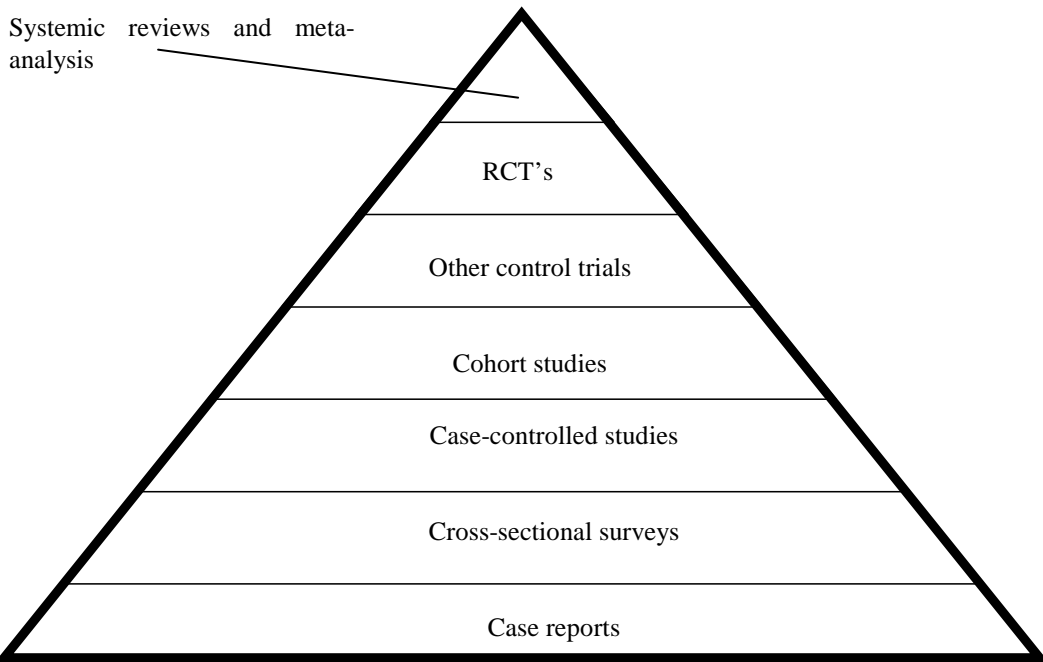 Systemic reviews and meta-
analysis
RCT’s
Other control trials
Cohort studies
Case-controlled studies
Cross-sectional surveys
Case reports